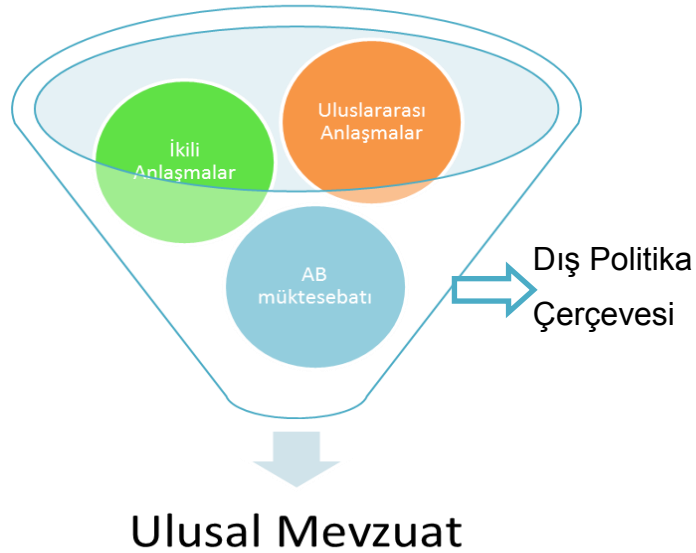 Uluslararası
Anlaşmalar
İkili
Anlaşmalar
AB
müktesebatı
Dış Politika
Çerçevesi
Ulusal Mevzuat